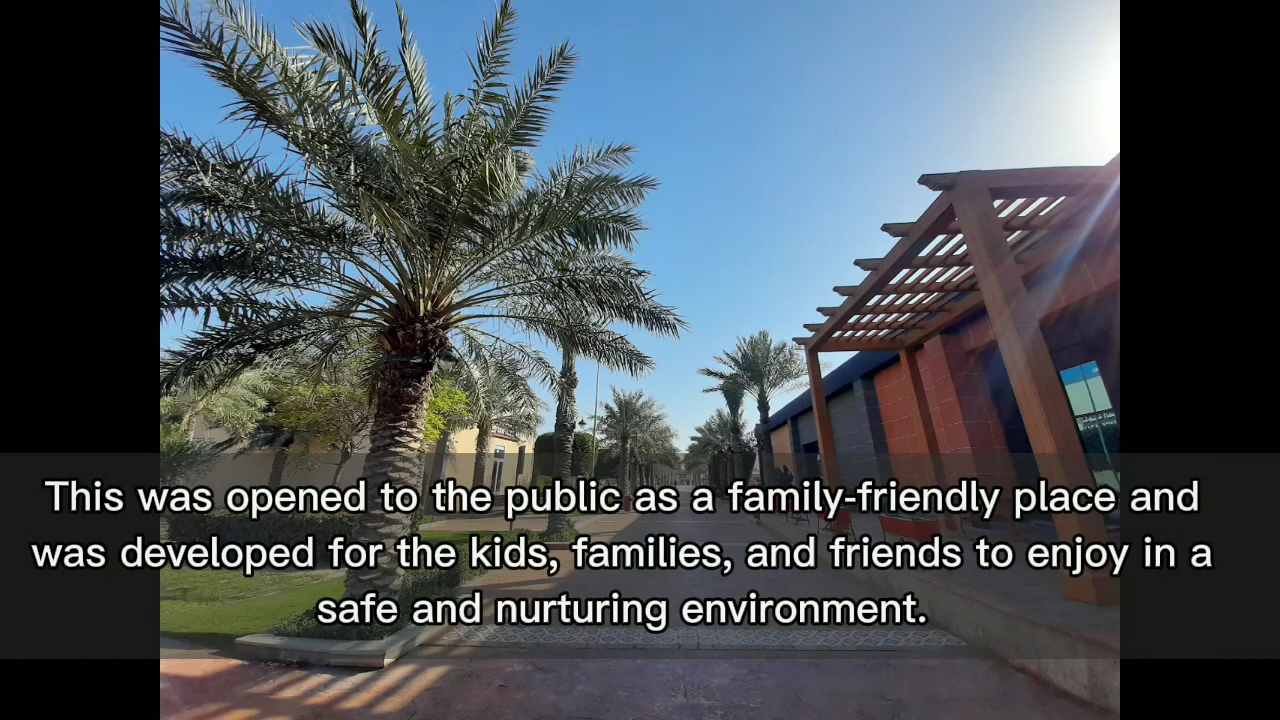 This was opened to the public as a family-friendly place and
was developed for the kids, families, and friends to enjoy in a
safe and nurturing environment.